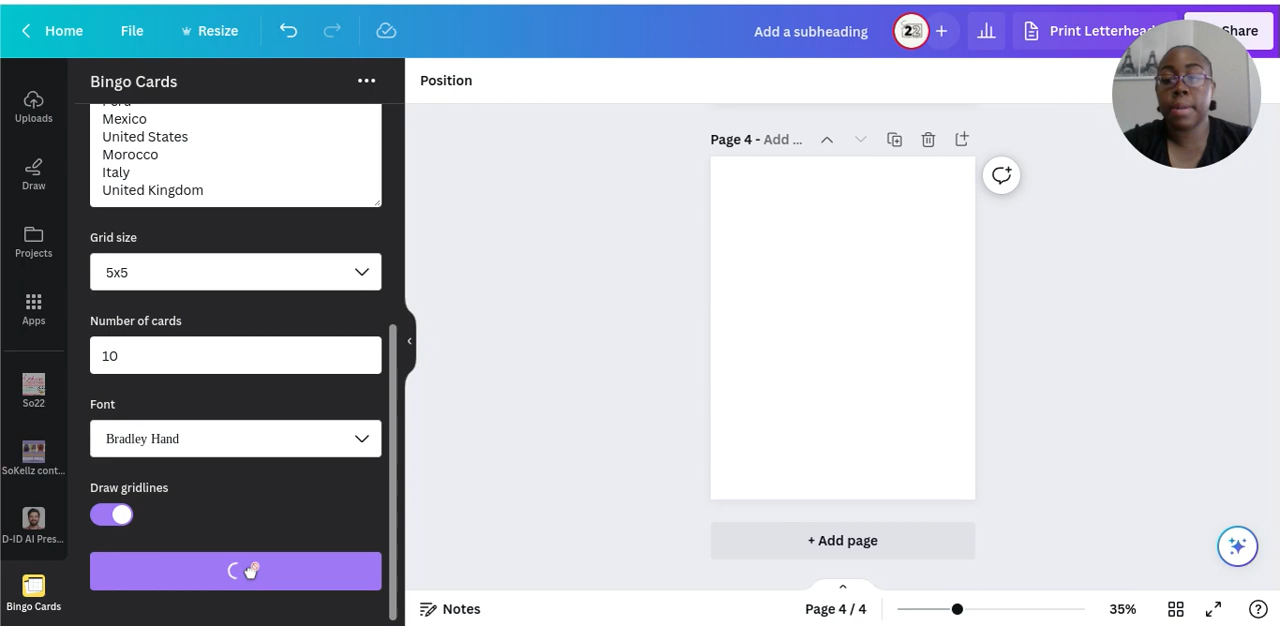 Home
File
Resize
Add a subheading
22
+
Print Letterhead
Share
Uploads
Draw
Projects
Apps
So22
SoKellz cont...
D-ID AI Pres...
Bingo Cards
Bingo Cards
Peru
Mexico
United States
Morocco
Italy
United Kingdom
Grid size
5x5
Number of cards
10
Font
Bradley Hand
Draw gridlines
Position
Page 4 - Add ...
+ Add page
Notes
Page 4 / 4
35%